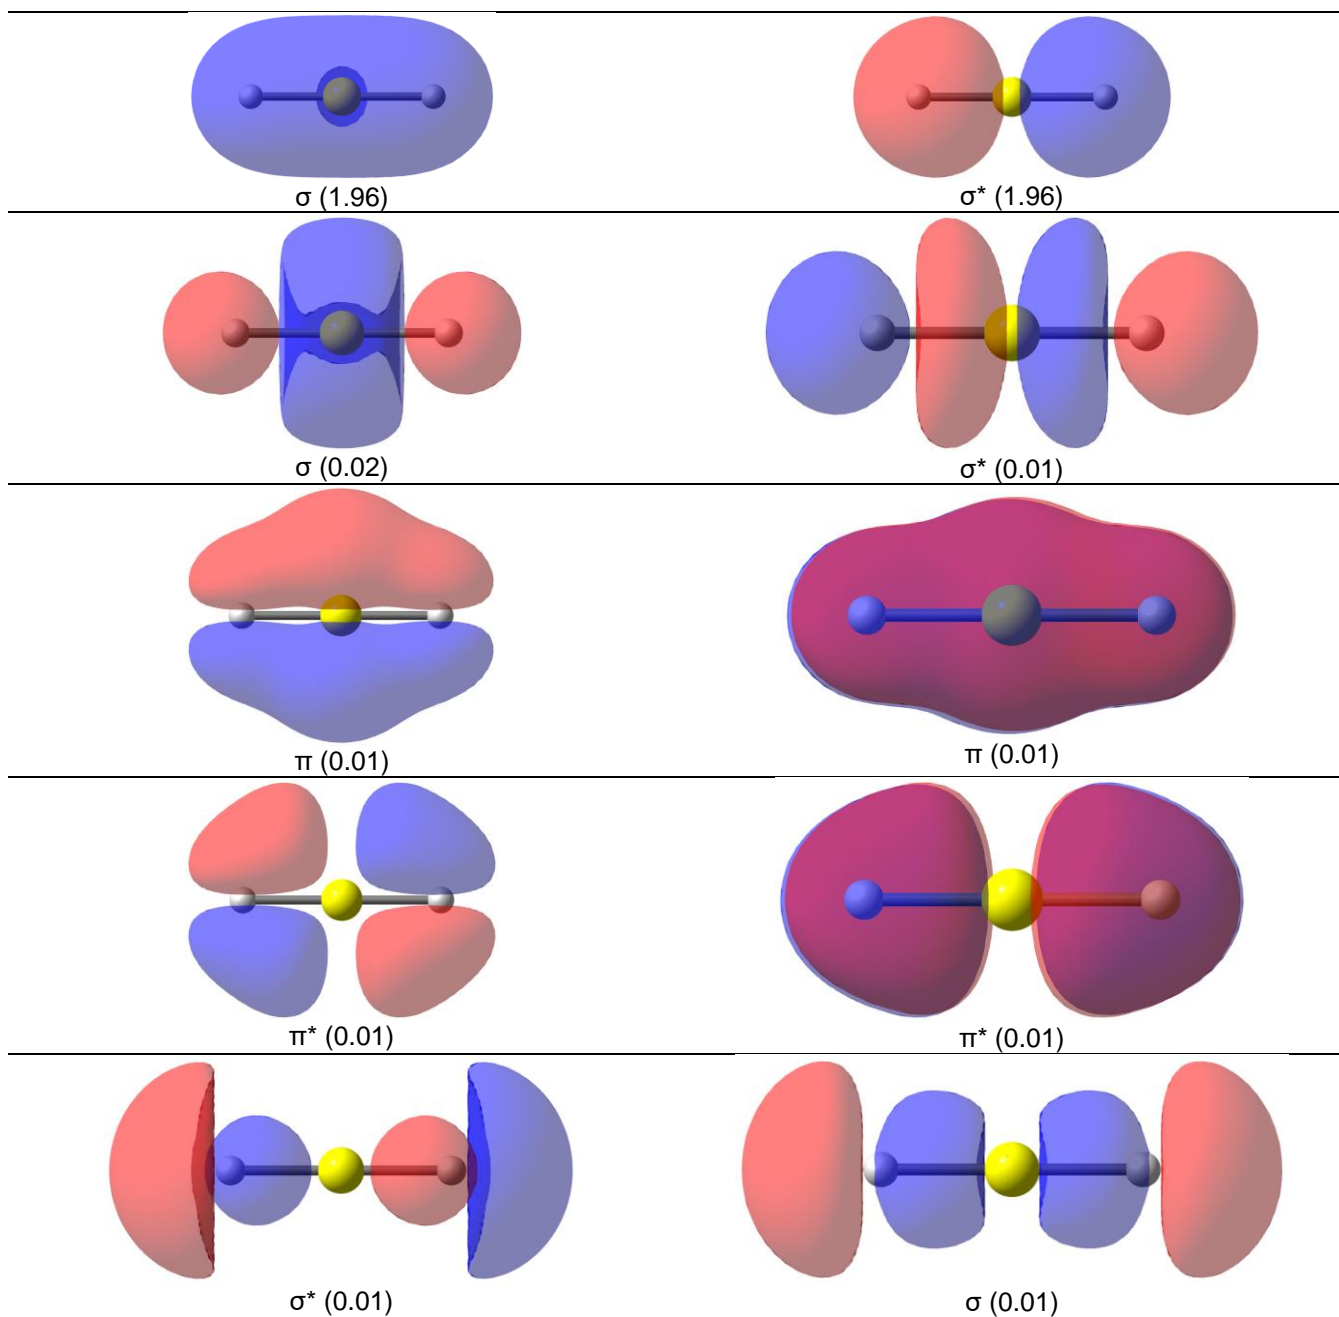 σ (1.96)
σ* (1.96)
σ (0.02)
σ* (0.01)
π (0.01)
π (0.01)
π* (0.01)
π* (0.01)
σ* (0.01)
σ (0.01)